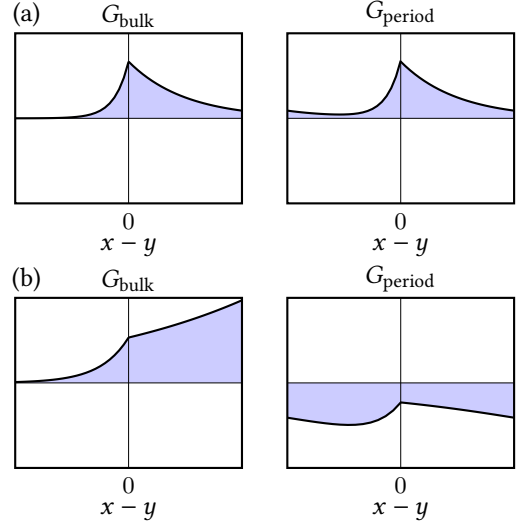 (a) G_bulk G_period
0 0
x − y x − y
(b) G_bulk G_period
0 0
x − y x − y